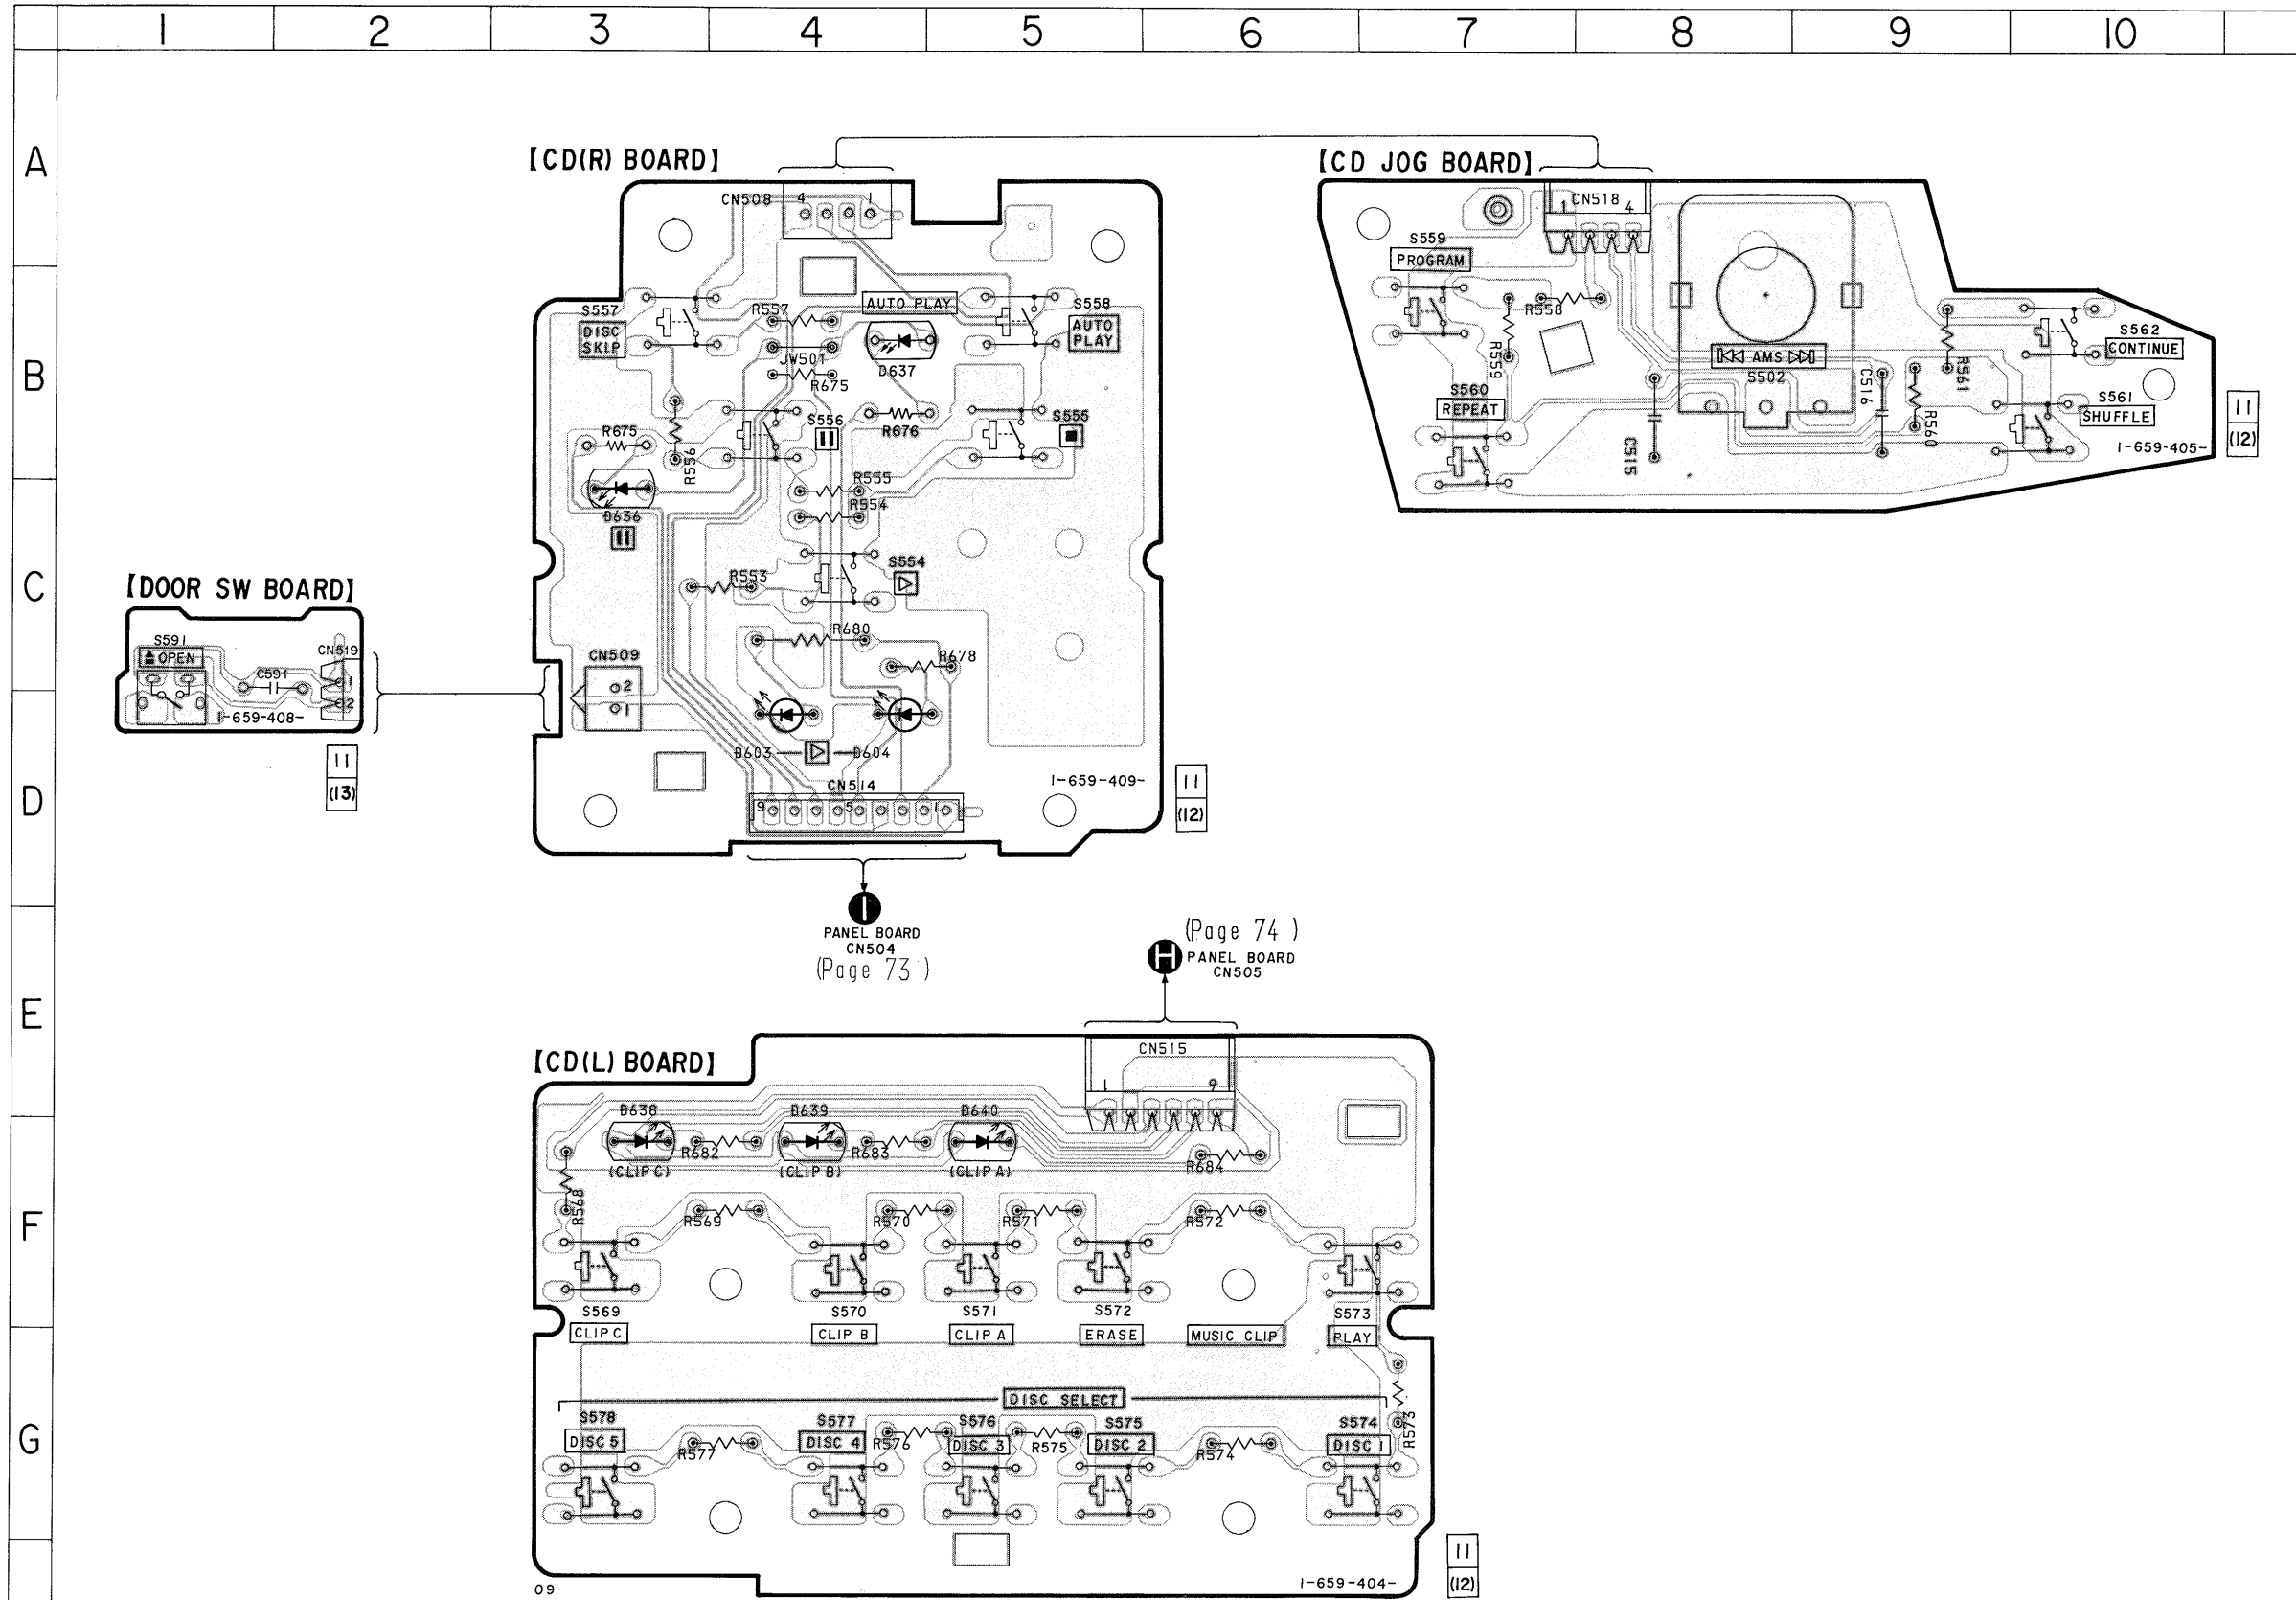 1 2 3 4 5 6 7 8 9 10
A
B
C
D
E
F
G
【CD(R) BOARD】
CN508
4 1
S557
DISC SKIP
R557
AUTO PLAY
S558
AUTO PLAY
JW501
R675
D637
R675
R556
S556
R676
S555
D636
R555
R554
R553
S554
R680
R678
CN509
2
1
D603
D604
CN514
9 5 1
1-659-409-
11
(12)
PANEL BOARD
CN504
(Page 73 )
I
【CD JOG BOARD】
CN518
1 4
S559
PROGRAM
R558
R559
S560
REPEAT
AMS
S502
C515
C516
R560
R561
S562
CONTINUE
S561
SHUFFLE
1-659-405-
11
(12)
【DOOR SW BOARD】
S591
OPEN
C591
CN519
1
2
1-659-408-
11
(13)
(Page 74 )
H
PANEL BOARD
CN505
【CD(L) BOARD】
CN515
1
D638
D639
D640
R682
R683
R684
(CLIP C)
(CLIP B)
(CLIP A)
R568
R569
R570
R571
R572
S569
S570
S571
S572
S573
CLIP C
CLIP B
CLIP A
ERASE
MUSIC CLIP
PLAY
R573
DISC SELECT
S578
S577
S576
S575
S574
DISC 5
DISC 4
DISC 3
DISC 2
DISC 1
R577
R576
R575
R574
09
1-659-404-
11
(12)